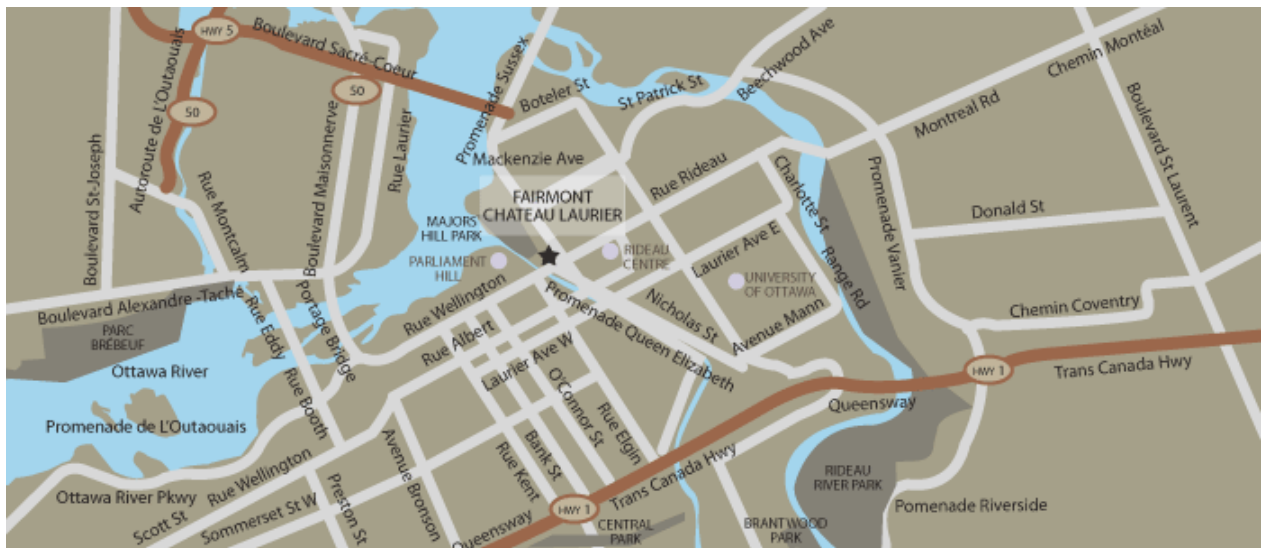 HWY 5
Boulevard Sacré-Coeur
Promenade Sussex
Beechwood Ave
Chemin Montéal
Autoroute de L'Outaouais
50
50
Boteler St
St Patrick St
Montreal Rd
Boulevard St Laurent
Boulevard St-Joseph
Boulevard Maisonnerve
Rue Laurier
Mackenzie Ave
Rue Rideau
Charlotte St
Promenade Vanier
Rue Montcalm
FAIRMONT
CHATEAU LAURIER
Donald St
MAJORS
HILL PARK
PARLIAMENT
HILL
RIDEAU
CENTRE
Laurier Ave E
UNIVERSITY
OF OTTAWA
Range Rd
Boulevard Alexandre-Taché
Portage Bridge
Rue Wellington
Nicholas St
Avenue Mann
Chemin Coventry
PARC
BRÉBEUF
Rue Eddy
Rue Albert
Promenade Queen Elizabeth
Ottawa River
Laurier Ave W
HWY 1
Trans Canada Hwy
Rue Booth
O'Connor St
Rue Elgin
Queensway
Promenade de L'Outaouais
Avenue Bronson
Bank St
Rue Kent
Trans Canada Hwy
Rue Wellington
RIDEAU
RIVER PARK
Ottawa River Pkwy
Scott St
Sommerset St W
Preston St
Queensway
HWY 1
CENTRAL
PARK
BRANTWOOD
PARK
Pomenade Riverside